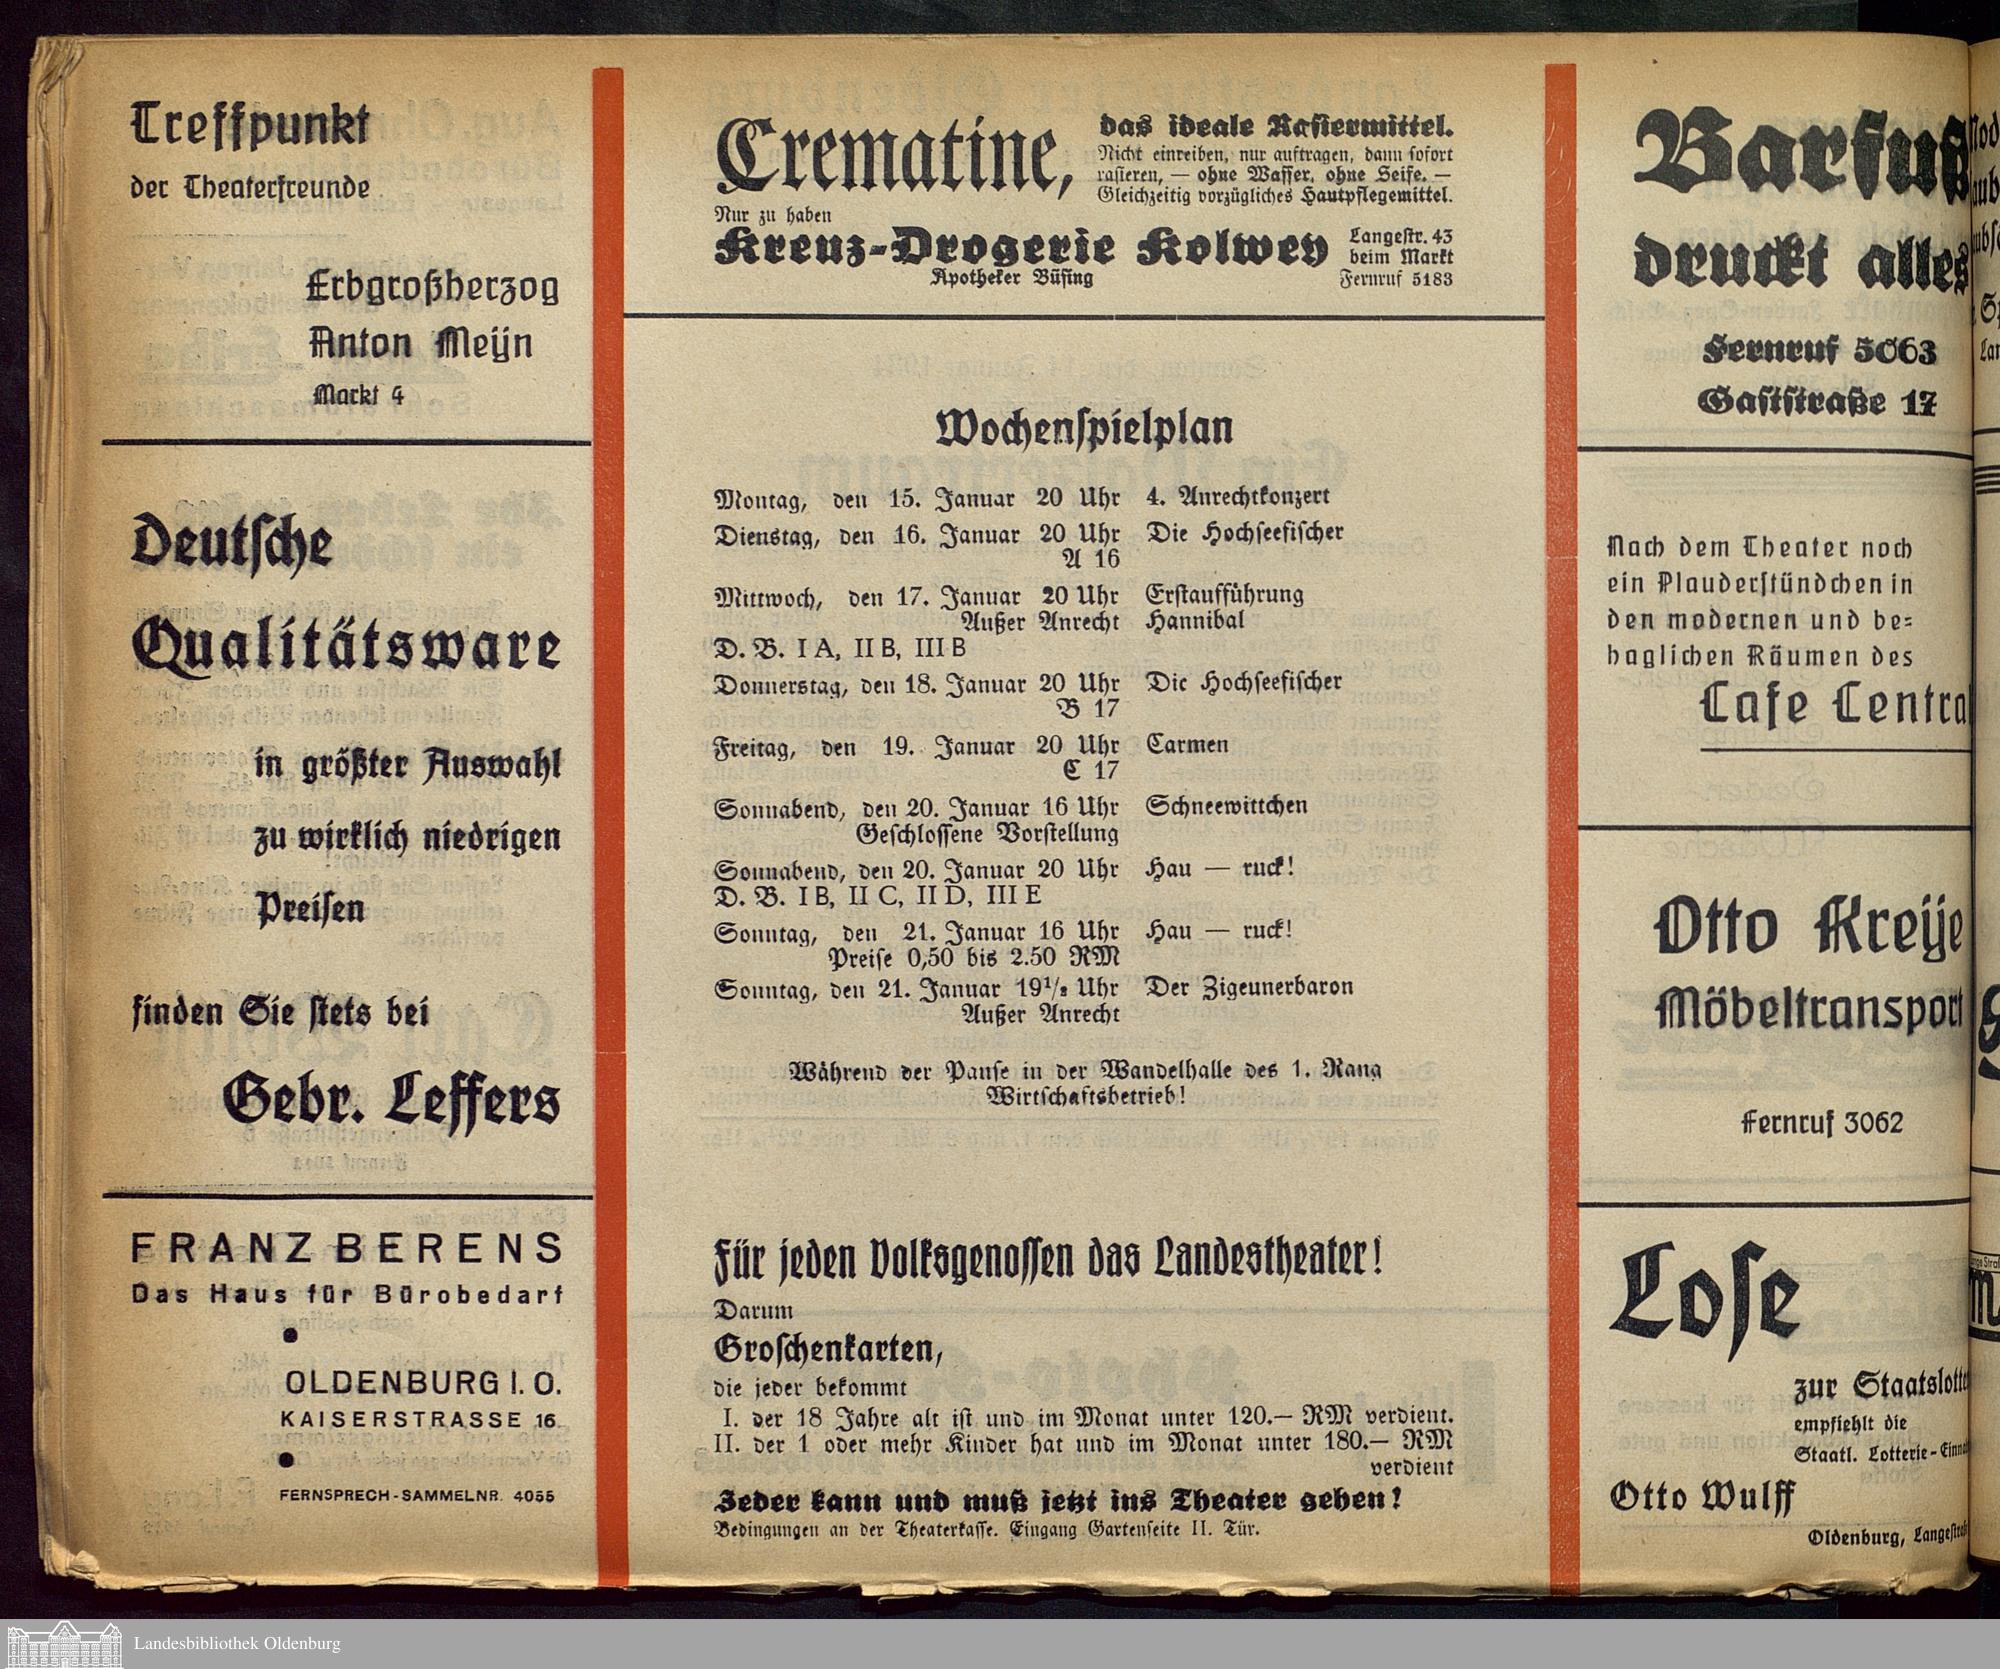 Treffpunkt
der Theaterfreunde
Erbgroßherzog
Anton Meijn
Markt 4
Deutsche
Qualitätsware
in größter Auswahl
zu wirklich niedrigen
Preisen
finden Sie stets bei
Gebr. Leffers
FRANZ BERENS
Das Haus für Bürobedarf
OLDENBURG I. O.
KAISERSTRASSE 16
FERNSPRECH-SAMMELNR. 4055
Crematine,
das ideale Rasiermittel.
Nicht einreiben, nur auftragen, dann sofort
rasieren, — ohne Wasser, ohne Seife. —
Gleichzeitig vorzügliches Hautpflegemittel.
Nur zu haben
Kreuz-Drogerie Kolwey
Apotheker Büsing
Langestr. 43
beim Markt
Fernruf 5183
Wochenspielplan
Montag, den 15. Januar 20 Uhr 4. Anrechtkonzert
Dienstag, den 16. Januar 20 Uhr Die Hochseefischer
A 16
Mittwoch, den 17. Januar 20 Uhr Erstaufführung
Außer Anrecht Hannibal
D. B. I A, II B, III B
Donnerstag, den 18. Januar 20 Uhr Die Hochseefischer
B 17
Freitag, den 19. Januar 20 Uhr Carmen
C 17
Sonnabend, den 20. Januar 16 Uhr Schneewittchen
Geschlossene Vorstellung
Sonnabend, den 20. Januar 20 Uhr Hau — ruck!
D. B. I B, II C, II D, III E
Sonntag, den 21. Januar 16 Uhr Hau — ruck!
Preise 0,50 bis 2.50 RM
Sonntag, den 21. Januar 19¹/₂ Uhr Der Zigeunerbaron
Außer Anrecht
Während der Pause in der Wandelhalle des 1. Rang
Wirtschaftsbetrieb!
Für jeden Volksgenossen das Landestheater!
Darum
Groschenkarten,
die jeder bekommt
I. der 18 Jahre alt ist und im Monat unter 120.— RM verdient.
II. der 1 oder mehr Kinder hat und im Monat unter 180.— RM
verdient
Jeder kann und muß jetzt ins Theater gehen!
Bedingungen an der Theaterkasse. Eingang Gartenseite II. Tür.
Barfuß
druckt alles
Fernruf 5063
Gaststraße 17
Nach dem Theater noch
ein Plauderstündchen in
den modernen und be-
haglichen Räumen des
Cafe Central
Otto Kreije
Möbeltransport
Fernruf 3062
Lose
zur
empfiehlt die
Staatl.
Otto Wulff
Oldenburg,
Landesbibliothek Oldenburg